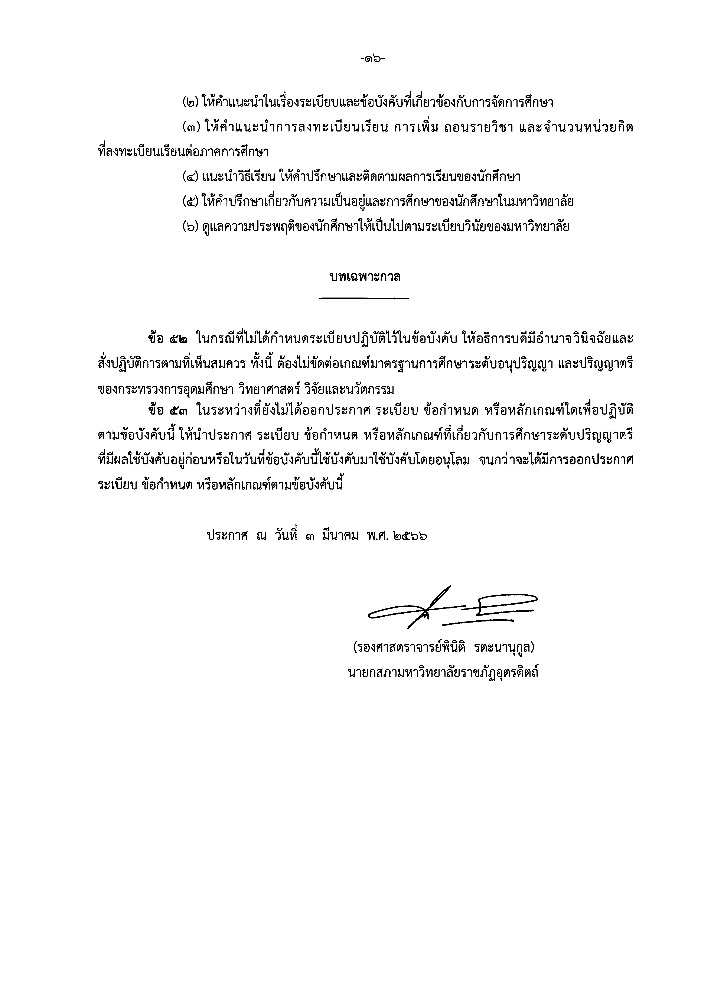 -๑๖-
(๒) ให้คำแนะนำในเรื่องระเบียบและข้อบังคับที่เกี่ยวข้องกับการจัดการศึกษา
(๓) ให้คำแนะนำการลงทะเบียนเรียน การเพิ่ม ถอนรายวิชา และจำนวนหน่วยกิต
ที่ลงทะเบียนเรียนต่อภาคการศึกษา
(๔) แนะนำวิธีเรียน ให้คำปรึกษาและติดตามผลการเรียนของนักศึกษา
(๕) ให้คำปรึกษาเกี่ยวกับความเป็นอยู่และการศึกษาของนักศึกษาในมหาวิทยาลัย
(๖) ดูแลความประพฤติของนักศึกษาให้เป็นไปตามระเบียบวินัยของมหาวิทยาลัย
บทเฉพาะกาล
ข้อ ๕๒ ในกรณีที่ไม่ได้กำหนดระเบียบปฏิบัติไว้ในข้อบังคับ ให้อธิการบดีมีอำนาจวินิจฉัยและ
สั่งปฏิบัติการตามที่เห็นสมควร ทั้งนี้ ต้องไม่ขัดต่อเกณฑ์มาตรฐานการศึกษาระดับอนุปริญญา และปริญญาตรี
ของกระทรวงการอุดมศึกษา วิทยาศาสตร์ วิจัยและนวัตกรรม
ข้อ ๕๓ ในระหว่างที่ยังไม่ได้ออกประกาศ ระเบียบ ข้อกำหนด หรือหลักเกณฑ์ใดเพื่อปฏิบัติ
ตามข้อบังคับนี้ ให้นำประกาศ ระเบียบ ข้อกำหนด หรือหลักเกณฑ์ที่เกี่ยวกับการศึกษาระดับปริญญาตรี
ที่มีผลใช้บังคับอยู่ก่อนหรือในวันที่ข้อบังคับนี้ใช้บังคับมาใช้บังคับโดยอนุโลม จนกว่าจะได้มีการออกประกาศ
ระเบียบ ข้อกำหนด หรือหลักเกณฑ์ตามข้อบังคับนี้
ประกาศ ณ วันที่ ๓ มีนาคม พ.ศ. ๒๕๖๖
(รองศาสตราจารย์พินิติ รตะนานุกูล)
นายกสภามหาวิทยาลัยราชภัฏอุตรดิตถ์